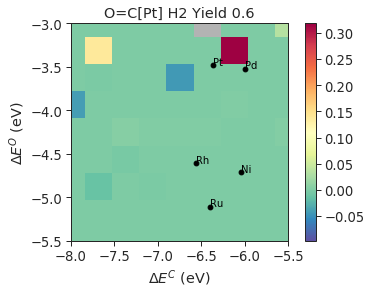 O=C[Pt] H2 Yield 0.6
−3.0
−3.5
−4.0
−4.5
−5.0
−5.5
ΔE^O (eV)
−8.0 −7.5 −7.0 −6.5 −6.0 −5.5
ΔE^C (eV)
Pt
Pd
Rh
Ni
Ru
0.30
0.25
0.20
0.15
0.10
0.05
0.00
−0.05